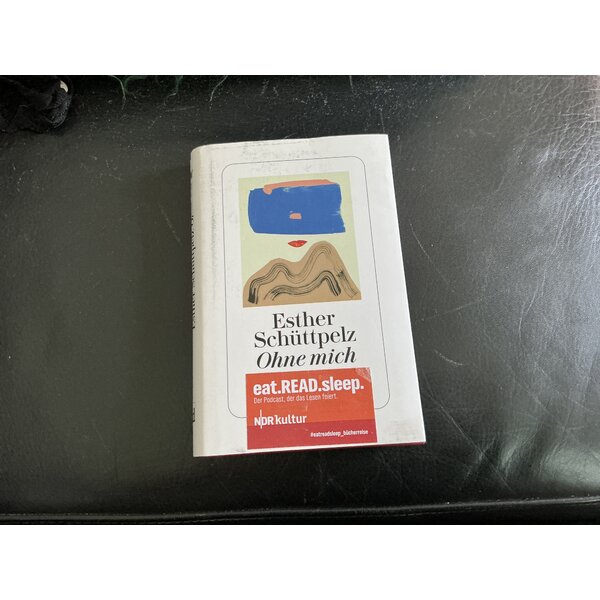 Esther
Schüttpelz
Ohne mich
eat.READ.sleep.
Der Podcast, der das Lesen feiert.
NDR kultur
#eatreadsleep_bücherreise